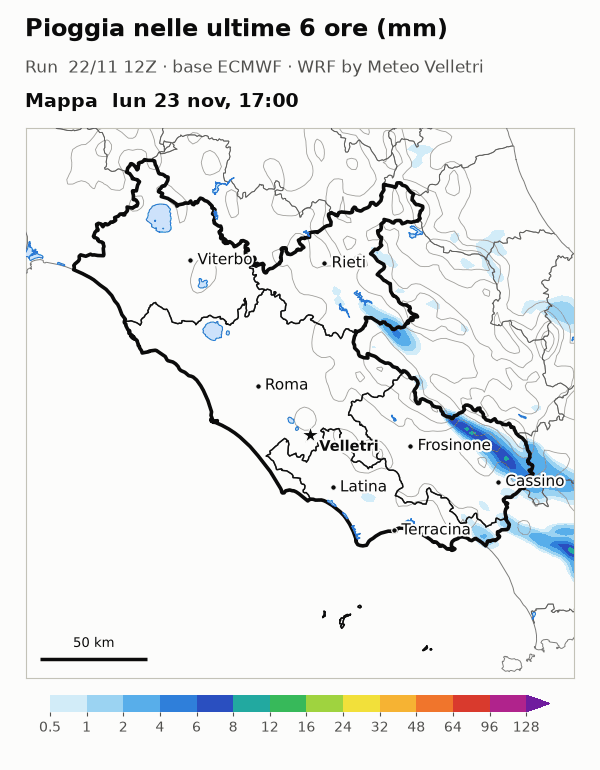 Pioggia nelle ultime 6 ore (mm)
Run  22/11 12Z · base ECMWF · WRF by Meteo Velletri
Mappa  lun 23 nov, 17:00
Viterbo
Rieti
Roma
Velletri
Frosinone
Latina
Cassino
Terracina
50 km
0.5 1 2 4 6 8 12 16 24 32 48 64 96 128